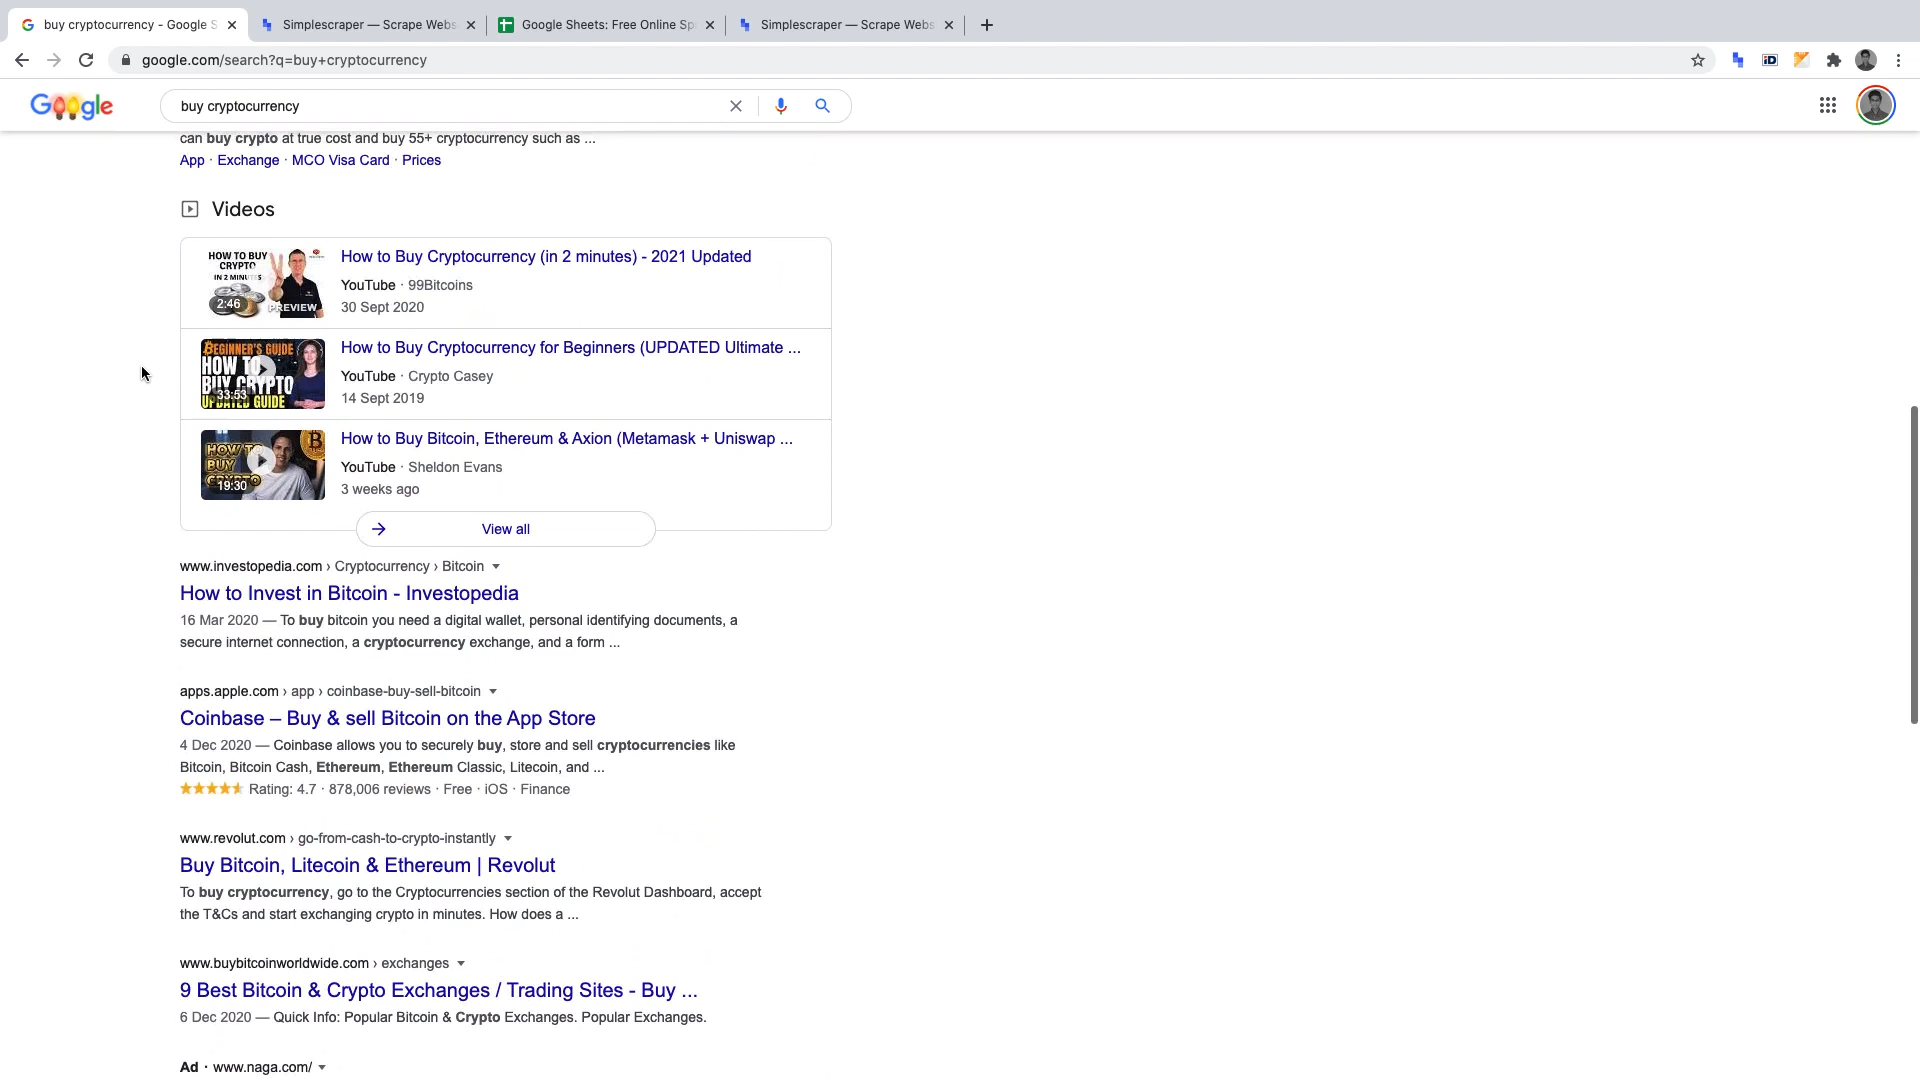 buy cryptocurrency - Google S
Simplescraper — Scrape Webs
Google Sheets: Free Online Sp
Simplescraper — Scrape Webs
google.com/search?q=buy+cryptocurrency
iD
Google
buy cryptocurrency
can buy crypto at true cost and buy 55+ cryptocurrency such as ...
App · Exchange · MCO Visa Card · Prices
Videos
HOW TO BUY
CRYPTO
IN 2 MINUTES
2:46
PREVIEW
How to Buy Cryptocurrency (in 2 minutes) - 2021 Updated
YouTube · 99Bitcoins
30 Sept 2020
BEGINNER'S GUIDE
HOW TO
BUY CRYPTO
33:53
UPDATED GUIDE
How to Buy Cryptocurrency for Beginners (UPDATED Ultimate ...
YouTube · Crypto Casey
14 Sept 2019
HOW TO
BUY
CRYPTO
19:30
How to Buy Bitcoin, Ethereum & Axion (Metamask + Uniswap ...
YouTube · Sheldon Evans
3 weeks ago
View all
www.investopedia.com › Cryptocurrency › Bitcoin
How to Invest in Bitcoin - Investopedia
16 Mar 2020 — To buy bitcoin you need a digital wallet, personal identifying documents, a
secure internet connection, a cryptocurrency exchange, and a form ...
apps.apple.com › app › coinbase-buy-sell-bitcoin
Coinbase – Buy & sell Bitcoin on the App Store
4 Dec 2020 — Coinbase allows you to securely buy, store and sell cryptocurrencies like
Bitcoin, Bitcoin Cash, Ethereum, Ethereum Classic, Litecoin, and ...
Rating: 4.7 · 878,006 reviews · Free · iOS · Finance
www.revolut.com › go-from-cash-to-crypto-instantly
Buy Bitcoin, Litecoin & Ethereum | Revolut
To buy cryptocurrency, go to the Cryptocurrencies section of the Revolut Dashboard, accept
the T&Cs and start exchanging crypto in minutes. How does a ...
www.buybitcoinworldwide.com › exchanges
9 Best Bitcoin & Crypto Exchanges / Trading Sites - Buy ...
6 Dec 2020 — Quick Info: Popular Bitcoin & Crypto Exchanges. Popular Exchanges.
Ad · www.naga.com/